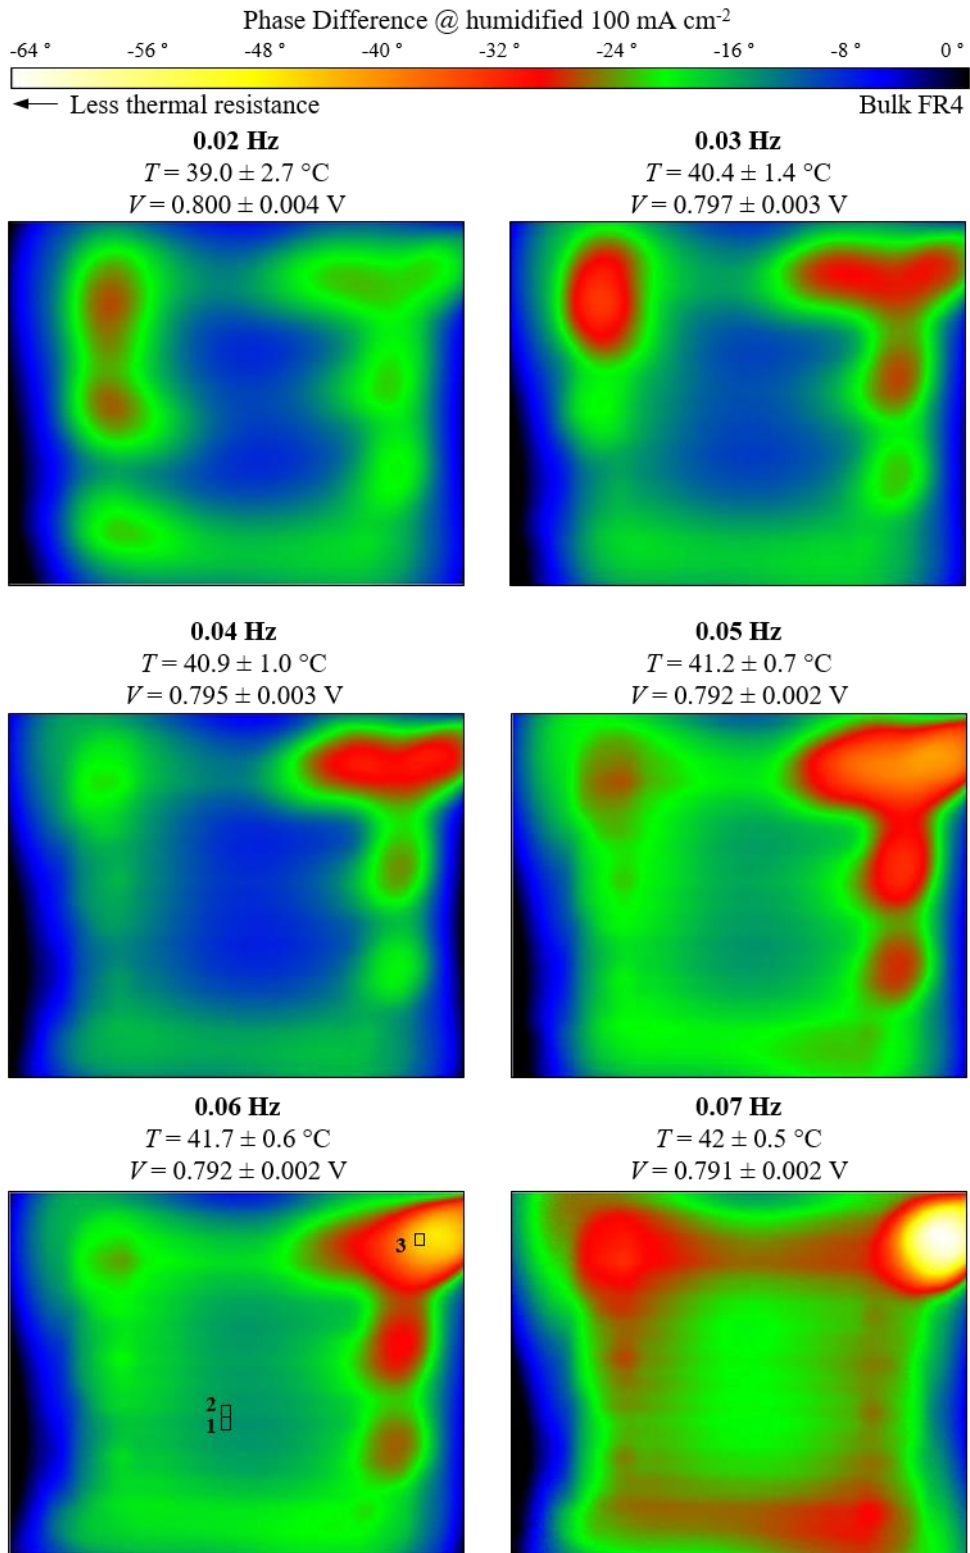 Phase Difference @ humidified 100 mA cm-2
-64 ° -56 ° -48 ° -40 ° -32 ° -24 ° -16 ° -8 ° 0 °
Less thermal resistance Bulk FR4
0.02 Hz 0.03 Hz
T = 39.0 ± 2.7 °C T = 40.4 ± 1.4 °C
V = 0.800 ± 0.004 V V = 0.797 ± 0.003 V
0.04 Hz 0.05 Hz
T = 40.9 ± 1.0 °C T = 41.2 ± 0.7 °C
V = 0.795 ± 0.003 V V = 0.792 ± 0.002 V
0.06 Hz 0.07 Hz
T = 41.7 ± 0.6 °C T = 42 ± 0.5 °C
V = 0.792 ± 0.002 V V = 0.791 ± 0.002 V
3
2
1